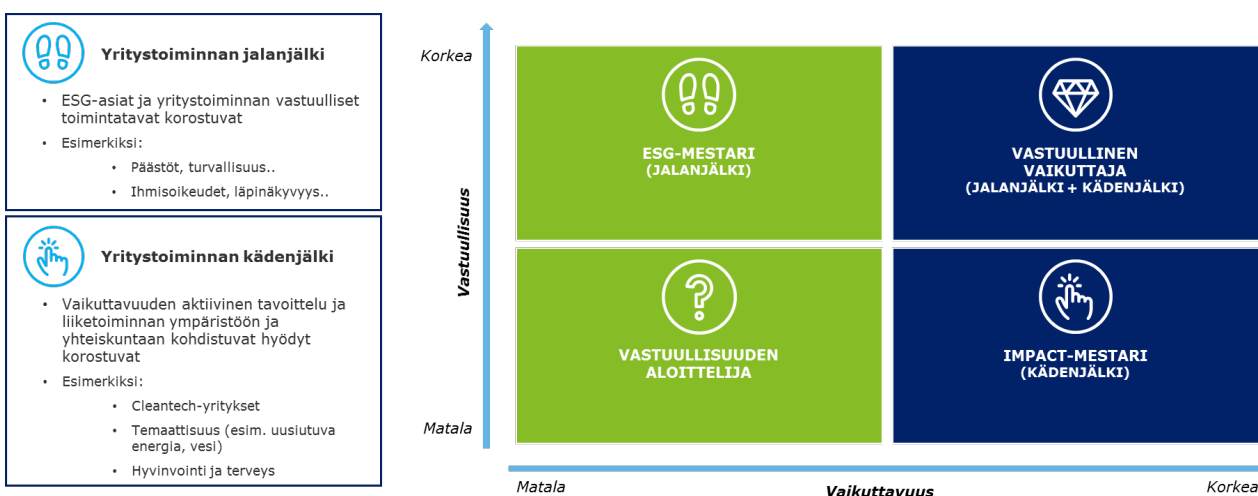 Yritystoiminnan jalanjälki
• ESG-asiat ja yritystoiminnan vastuulliset
toimintatavat korostuvat
• Esimerkiksi:
• Päästöt, turvallisuus..
• Ihmisoikeudet, läpinäkyvyys..
Yritystoiminnan kädenjälki
• Vaikuttavuuden aktiivinen tavoittelu ja
liiketoiminnan ympäristöön ja
yhteiskuntaan kohdistuvat hyödyt
korostuvat
• Esimerkiksi:
• Cleantech-yritykset
• Temaattisuus (esim. uusiutuva
energia, vesi)
• Hyvinvointi ja terveys
Korkea
Vastuullisuus
Matala
ESG-MESTARI
(JALANJÄLKI)
VASTUULLINEN
VAIKUTTAJA
(JALANJÄLKI + KÄDENJÄLKI)
VASTUULLISUUDEN
ALOITTELIJA
IMPACT-MESTARI
(KÄDENJÄLKI)
Matala
Vaikuttavuus
Korkea